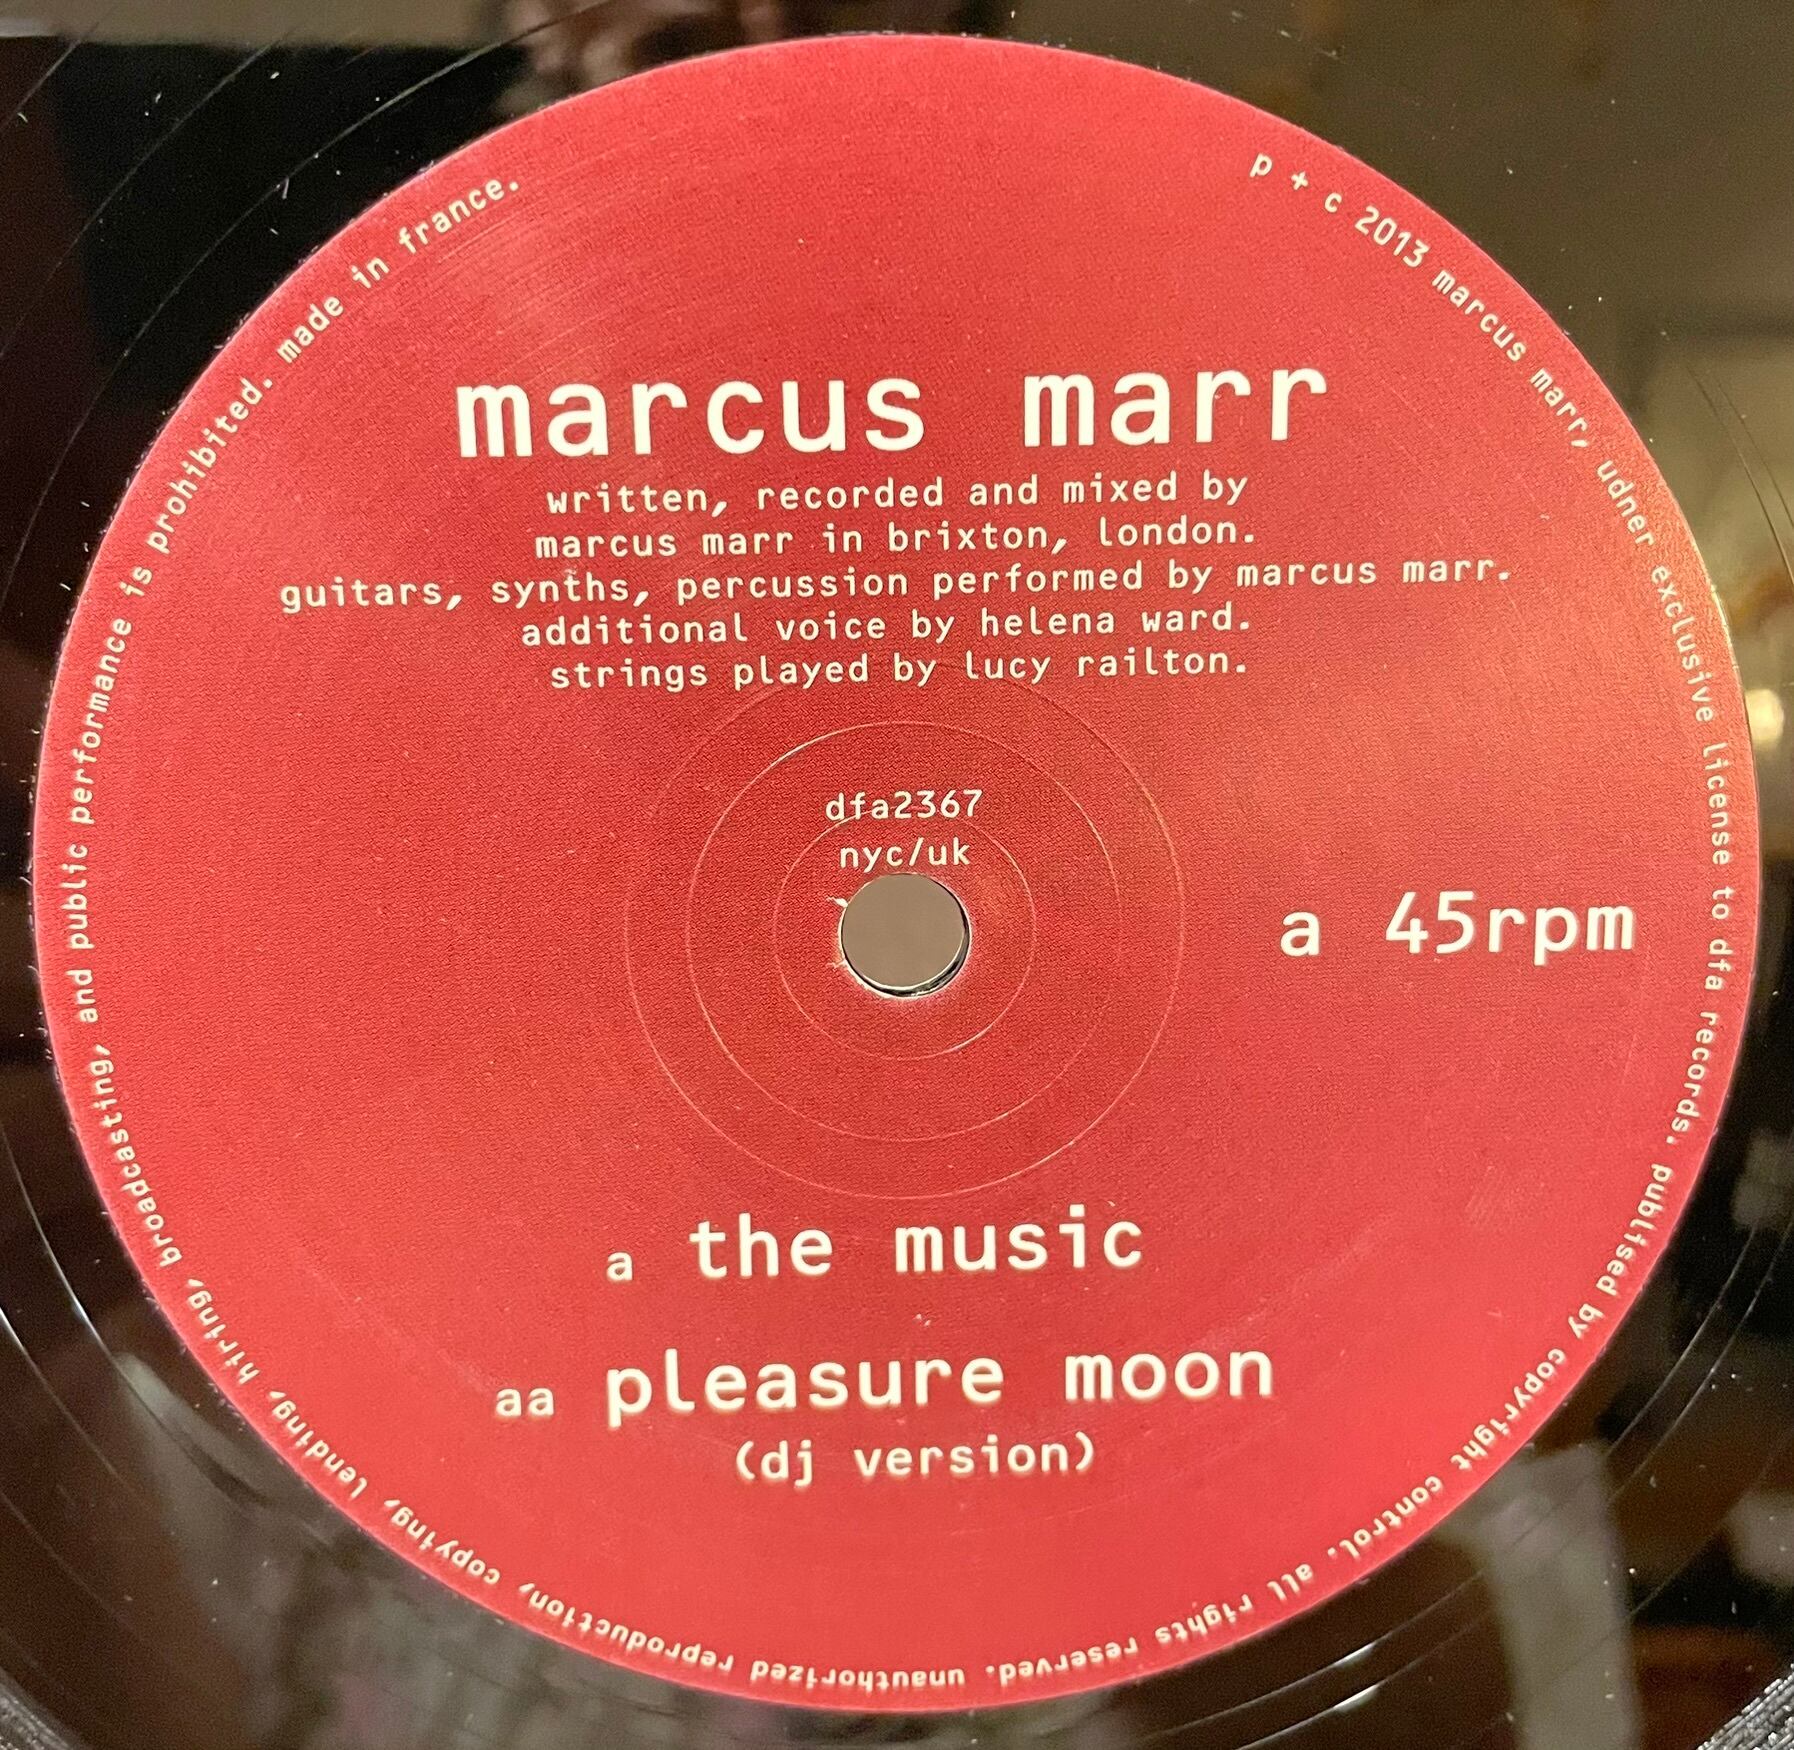 marcus marr
written, recorded and mixed by
marcus marr in brixton, london.
guitars, synths, percussion performed by marcus marr.
additional voice by helena ward.
strings played by lucy railton.
dfa2367
nyc/uk
a 45rpm
a the music
aa pleasure moon
(dj version)
p + c 2013 marcus marr, udner exclusive license to dfa records. publised by copyright control. all rights reserved. unauthorized reproduction, copying, lending, hiring, broadcasting, and public performance is prohibited. made in france.